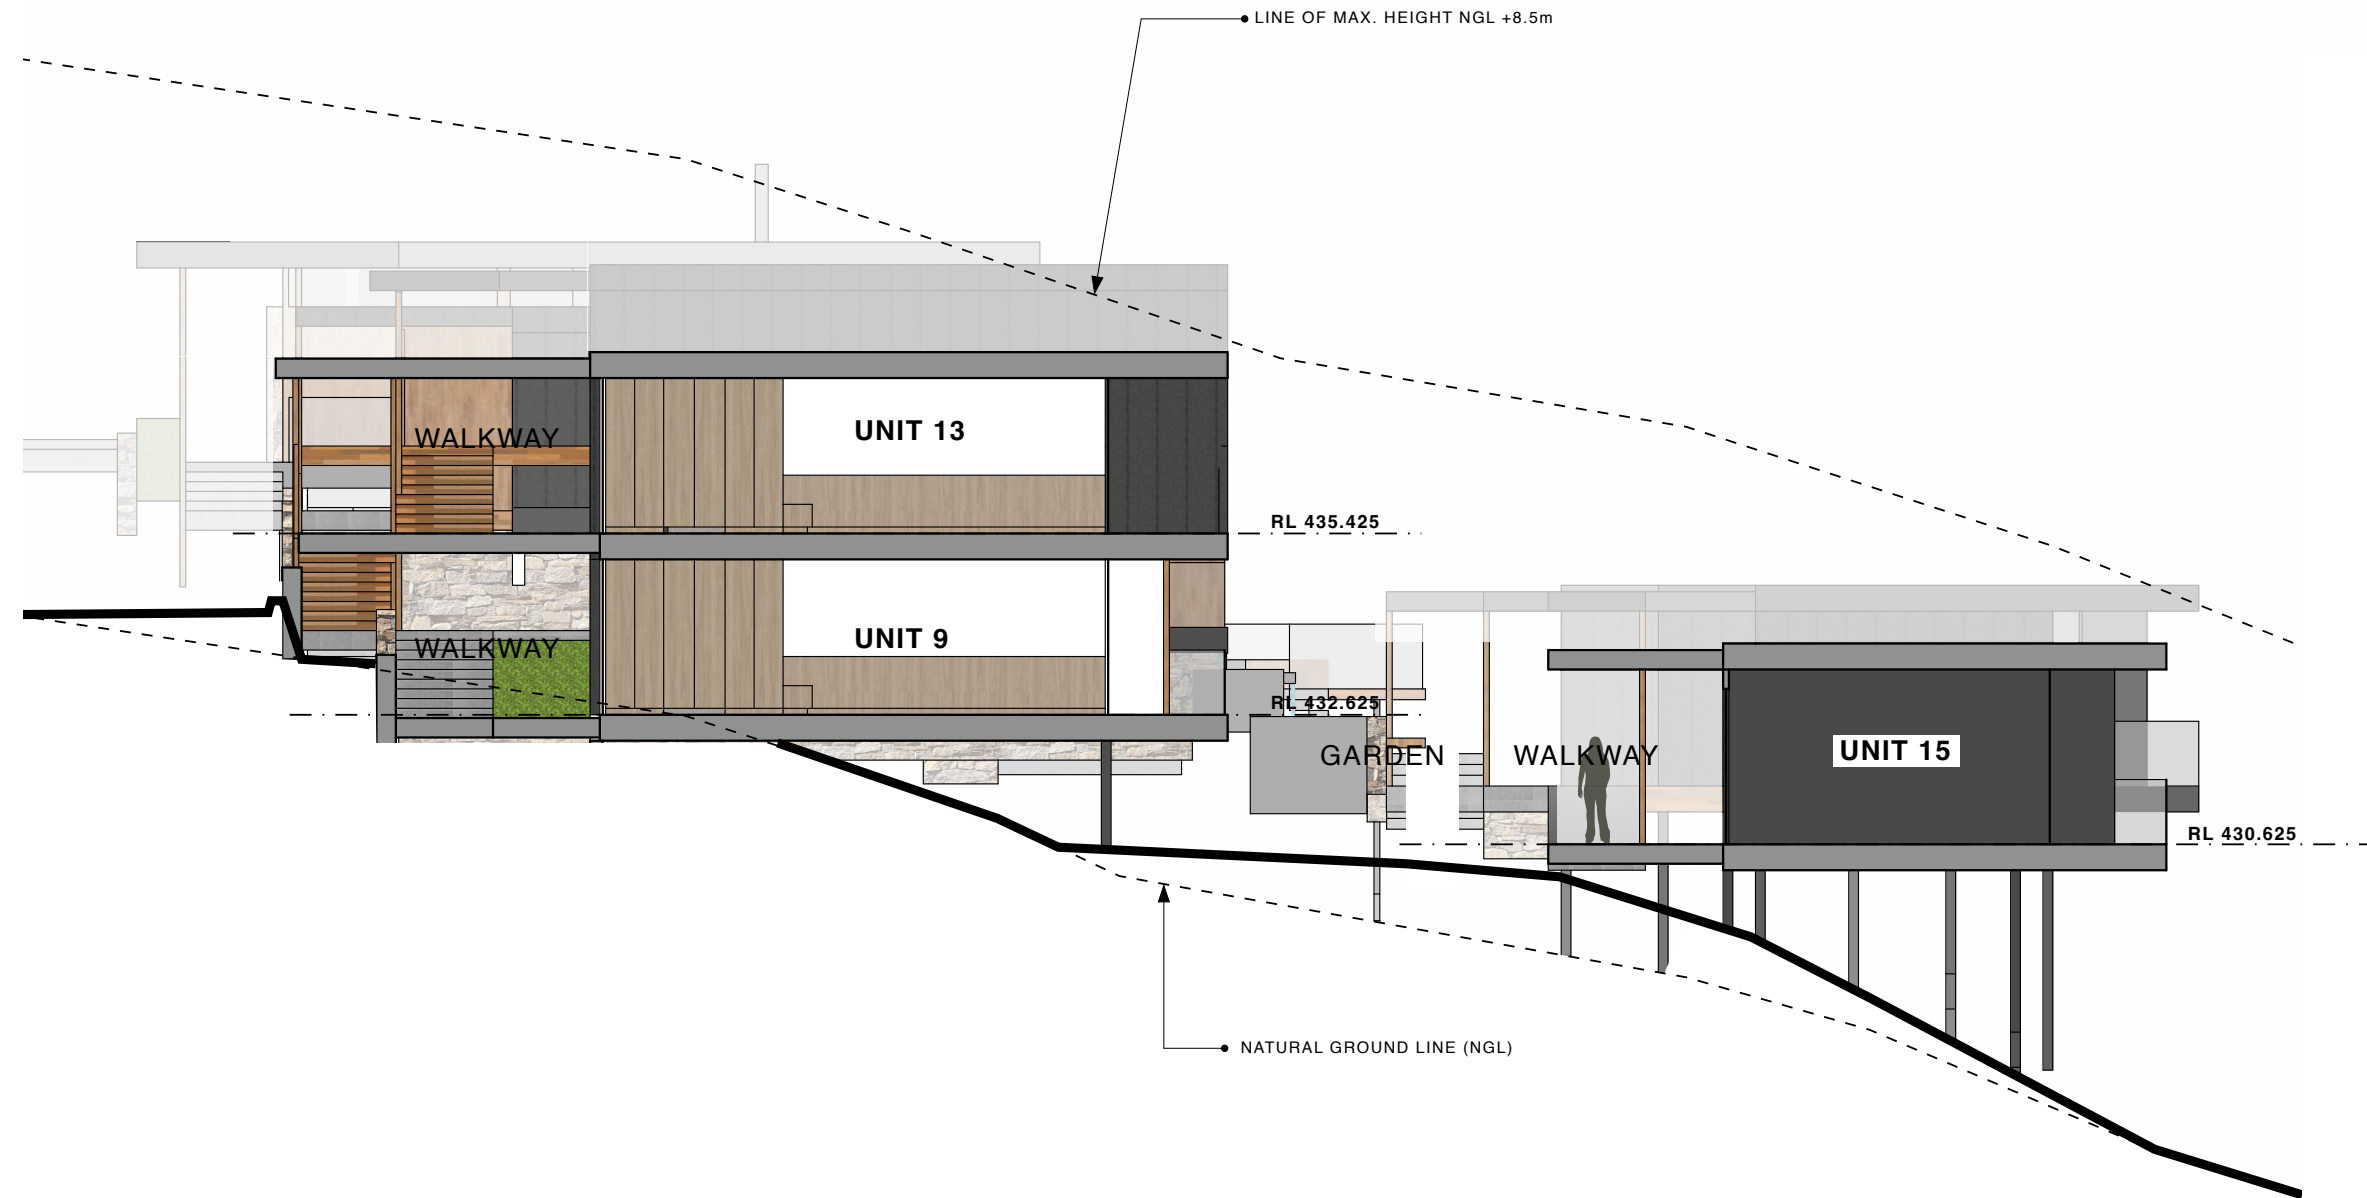 LINE OF MAX. HEIGHT NGL +8.5m
WALKWAY
UNIT 13
RL 435.425
WALKWAY
UNIT 9
RL 432.625
GARDEN
WALKWAY
UNIT 15
RL 430.625
NATURAL GROUND LINE (NGL)